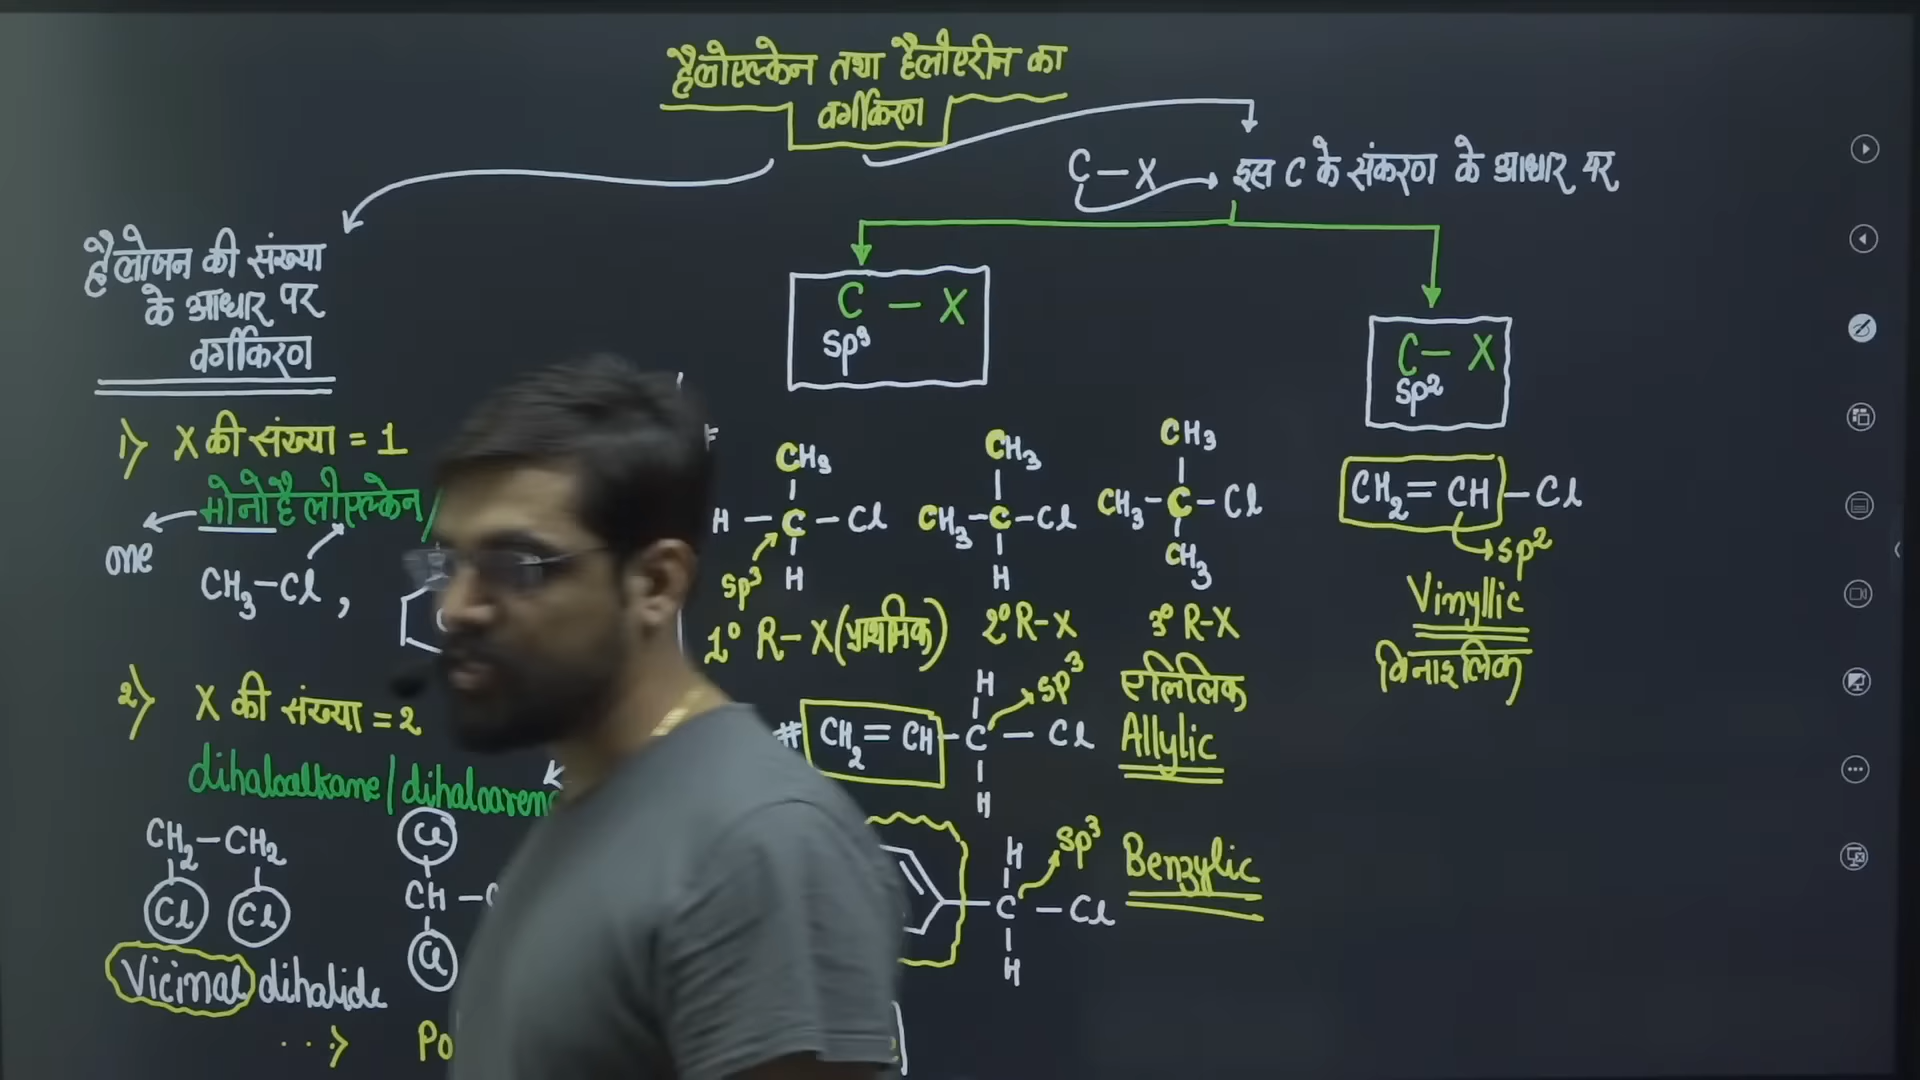 हैलोएल्केन तथा हैलोएरीन का
वर्गीकरण
C – X → इस C के संकरण के आधार पर
हैलोजन की संख्या
के आधार पर
वर्गीकरण
1) X की संख्या = 1
मोनोहैलोएल्केन/
one
CH3–Cl ,
2) X की संख्या = 2
dihaloalkane/dihaloarene
CH2–CH2
Cl Cl
Cl
CH –
Cl
Vicinal dihalide
C – X
Sp3
CH3
H – C – Cl
Sp3
H
1° R–X (प्राथमिक)
CH3
CH3–C–Cl
H
2° R–X
CH3
CH3–C–Cl
CH3
3° R–X
H
# CH2=CH–C–Cl
Sp3
H
एलिलिक
Allylic
H
C – Cl
Sp3
H
Benzylic
C – X
Sp2
CH2=CH–Cl
Sp2
Vinyllic
विनाइलिक